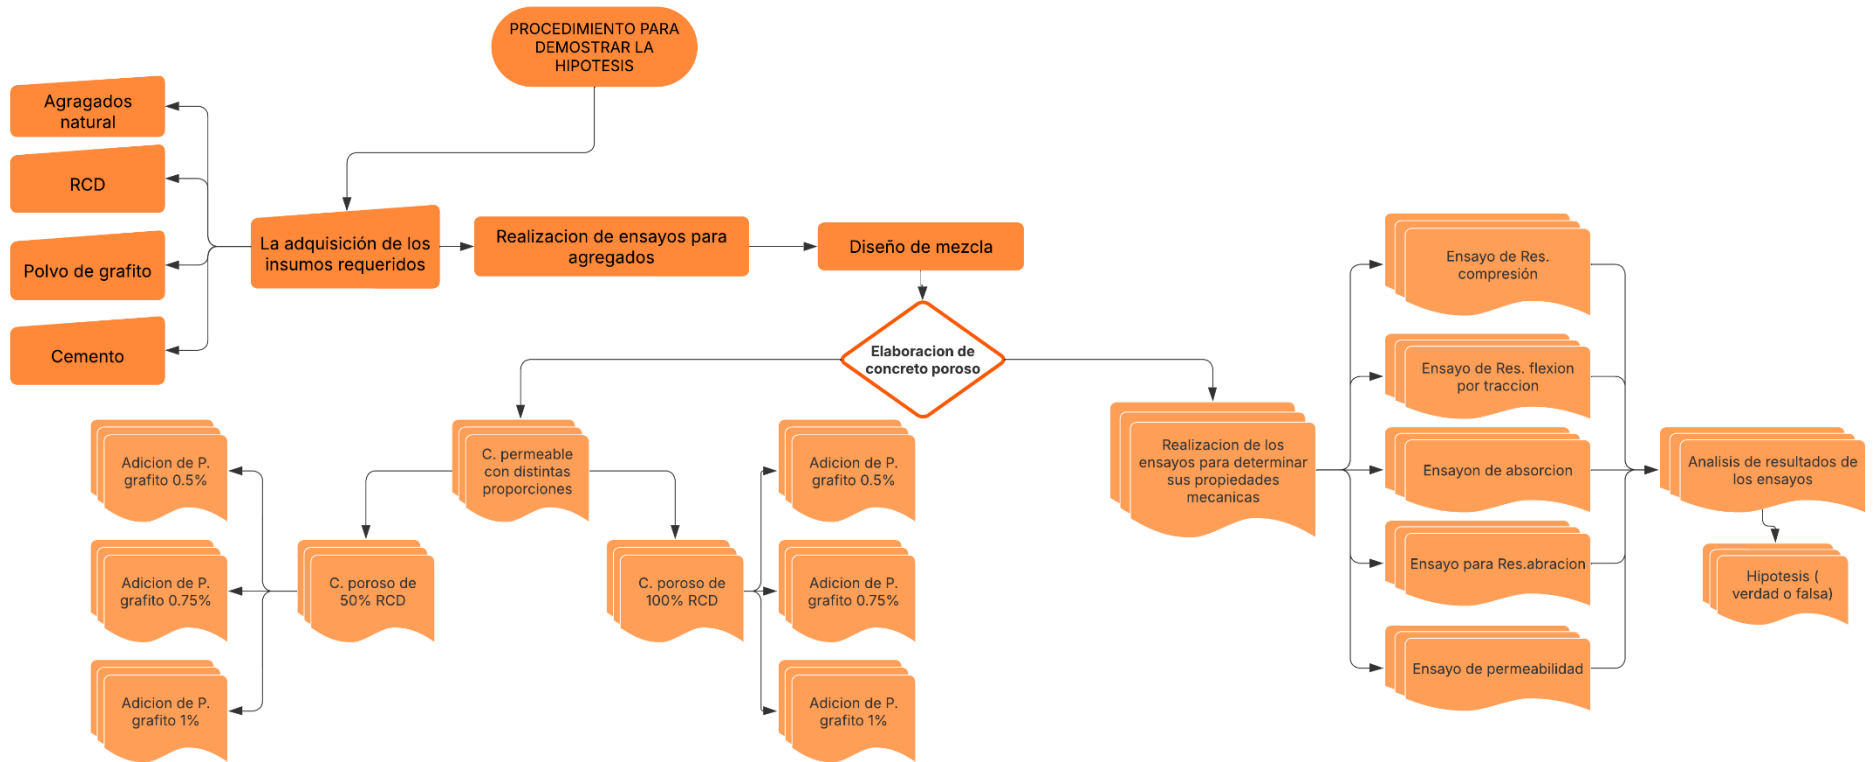 PROCEDIMIENTO PARA
DEMOSTRAR LA
HIPOTESIS
Agragados
natural
RCD
Polvo de grafito
Cemento
La adquisición de los
insumos requeridos
Realizacion de ensayos para
agregados
Diseño de mezcla
Elaboracion de
concreto poroso
C. permeable
con distintas
proporciones
C. poroso de
50% RCD
Adicion de P.
grafito 0.5%
Adicion de P.
grafito 0.75%
Adicion de P.
grafito 1%
C. poroso de
100% RCD
Adicion de P.
grafito 0.5%
Adicion de P.
grafito 0.75%
Adicion de P.
grafito 1%
Realizacion de los
ensayos para determinar
sus propiedades
mecanicas
Ensayo de Res.
compresión
Ensayo de Res. flexion
por traccion
Ensayon de absorcion
Ensayo para Res.abracion
Ensayo de permeabilidad
Analisis de resultados de
los ensayos
Hipotesis (
verdad o falsa)